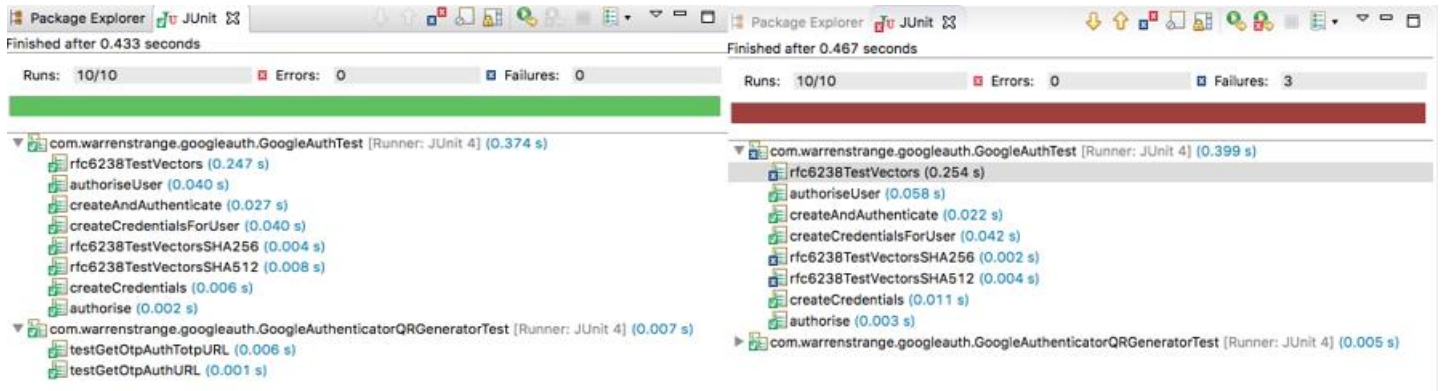 Package Explorer JUnit
Finished after 0.433 seconds
Runs: 10/10 Errors: 0 Failures: 0
com.warrenstrange.googleauth.GoogleAuthTest [Runner: JUnit 4] (0.374 s)
rfc6238TestVectors (0.247 s)
authoriseUser (0.040 s)
createAndAuthenticate (0.027 s)
createCredentialsForUser (0.040 s)
rfc6238TestVectorsSHA256 (0.004 s)
rfc6238TestVectorsSHA512 (0.008 s)
createCredentials (0.006 s)
authorise (0.002 s)
com.warrenstrange.googleauth.GoogleAuthenticatorQRGeneratorTest [Runner: JUnit 4] (0.007 s)
testGetOtpAuthTotpURL (0.006 s)
testGetOtpAuthURL (0.001 s)
Package Explorer JUnit
Finished after 0.467 seconds
Runs: 10/10 Errors: 0 Failures: 3
com.warrenstrange.googleauth.GoogleAuthTest [Runner: JUnit 4] (0.399 s)
rfc6238TestVectors (0.254 s)
authoriseUser (0.058 s)
createAndAuthenticate (0.022 s)
createCredentialsForUser (0.042 s)
rfc6238TestVectorsSHA256 (0.002 s)
rfc6238TestVectorsSHA512 (0.004 s)
createCredentials (0.011 s)
authorise (0.003 s)
com.warrenstrange.googleauth.GoogleAuthenticatorQRGeneratorTest [Runner: JUnit 4] (0.005 s)